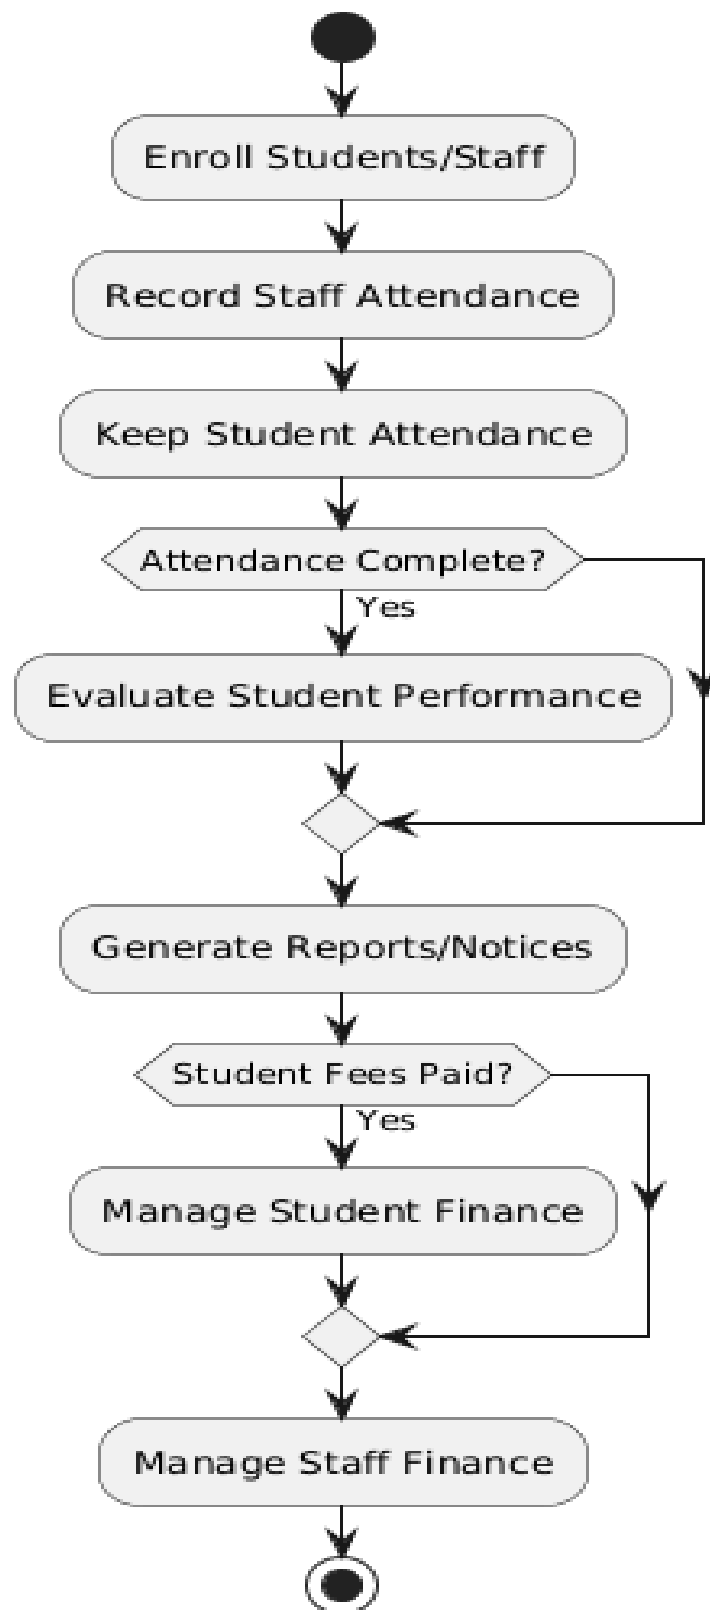 Enroll Students/Staff
Record Staff Attendance
Keep Student Attendance
Attendance Complete?
Yes
Evaluate Student Performance
Generate Reports/Notices
Student Fees Paid?
Yes
Manage Student Finance
Manage Staff Finance